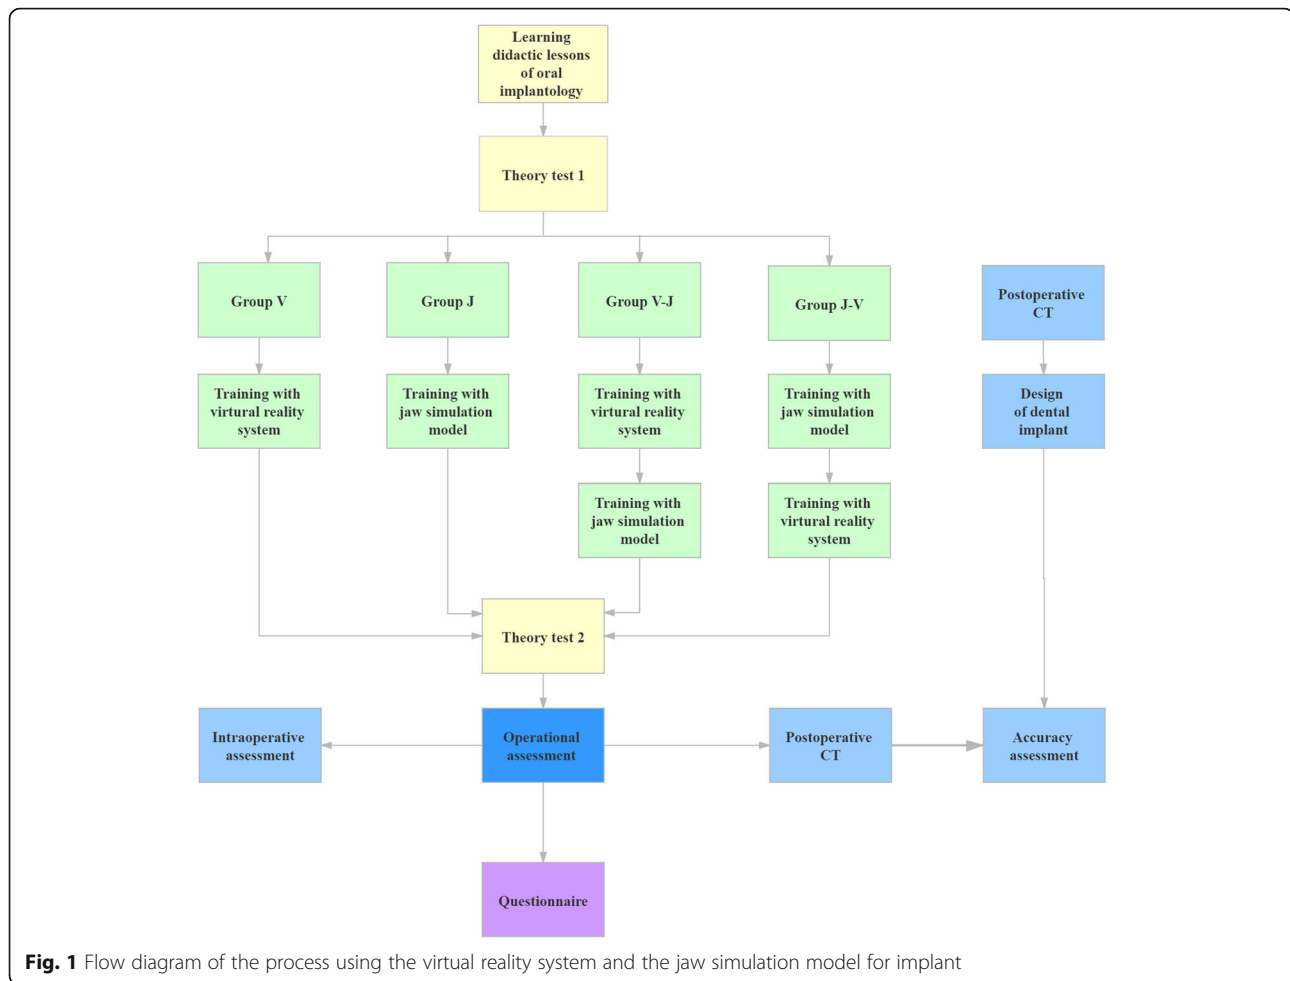 Learning
didactic lessons
of oral
implantology
Theory test 1
Group V
Group J
Group V-J
Group J-V
Postoperative
CT
Training with
virtural reality
system
Training with
jaw simulation
model
Training with
virtural reality
system
Training with
jaw simulation
model
Design
of dental
implant
Training with
jaw simulation
model
Training with
virtural reality
system
Theory test 2
Intraoperative
assessment
Operational
assessment
Postoperative
CT
Accuracy
assessment
Questionnaire
Fig. 1 Flow diagram of the process using the virtual reality system and the jaw simulation model for implant